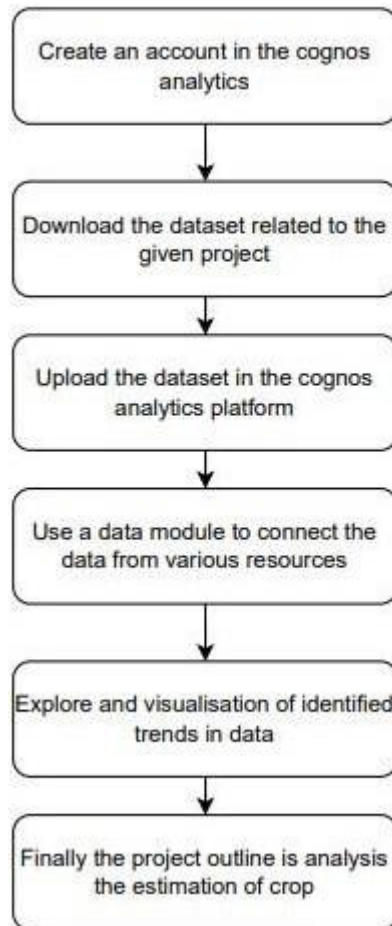 Create an account in the cognos
analytics
Download the dataset related to the
given project
Upload the dataset in the cognos
analytics platform
Use a data module to connect the
data from various resources
Explore and visualisation of identified
trends in data
Finally the project outline is analysis
the estimation of crop